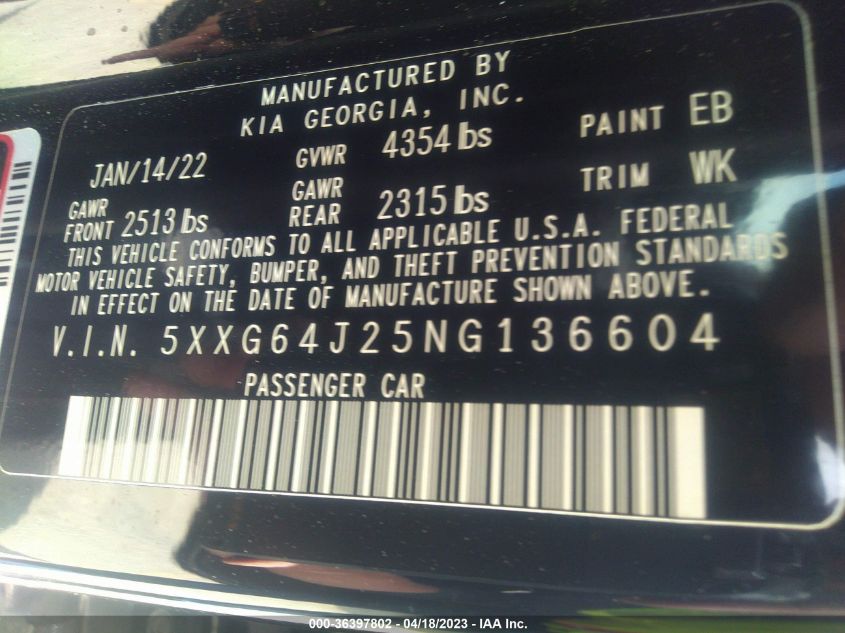 MANUFACTURED BY
KIA GEORGIA, INC.
JAN/14/22 GVWR 4354 lbs PAINT EB
GAWR FRONT 2513 lbs GAWR REAR 2315 lbs TRIM WK
THIS VEHICLE CONFORMS TO ALL APPLICABLE U.S.A. FEDERAL
MOTOR VEHICLE SAFETY, BUMPER, AND THEFT PREVENTION STANDARDS
IN EFFECT ON THE DATE OF MANUFACTURE SHOWN ABOVE.
V.I.N. 5XXG64J25NG136604
PASSENGER CAR
000-36397802 - 04/18/2023 - IAA Inc.